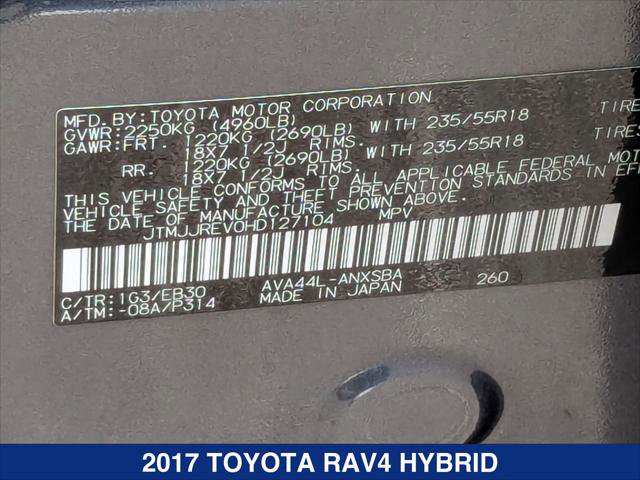 MFD.BY:TOYOTA MOTOR CORPORATION
GVWR:2250KG (4960LB)
GAWR:FRT. 1220KG (2690LB) WITH 235/55R18 TIRE
18X7 1/2J RIMS.
RR. 1220KG (2690LB) WITH 235/55R18 TIRES
18X7 1/2J RIMS.
THIS VEHICLE CONFORMS TO ALL APPLICABLE FEDERAL MOT
VEHICLE SAFETY AND THEFT PREVENTION STANDARDS IN EFF
THE DATE OF MANUFACTURE SHOWN ABOVE.
JTMJJREV0HD127104 MPV
C/TR:1G3/EB30 AVA44L-ANXSBA 260
A/TM:-08A/P314 MADE IN JAPAN
2017 TOYOTA RAV4 HYBRID